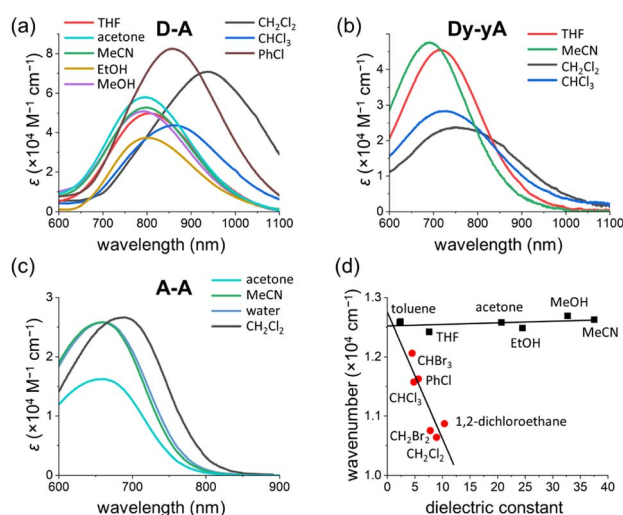 (a)
D-A
THF
acetone
MeCN
EtOH
MeOH
CH₂Cl₂
CHCl₃
PhCl
ε (×10⁴ M⁻¹ cm⁻¹)
8
6
4
2
0
600 700 800 900 1000 1100
wavelength (nm)
(b)
Dy-yA
THF
MeCN
CH₂Cl₂
CHCl₃
ε (×10⁴ M⁻¹ cm⁻¹)
5
4
3
2
1
0
600 700 800 900 1000 1100
wavelength (nm)
(c)
A-A
acetone
MeCN
water
CH₂Cl₂
ε (×10⁴ M⁻¹ cm⁻¹)
3
2
1
0
600 700 800 900
wavelength (nm)
(d)
wavenumber (×10⁴ cm⁻¹)
1.3
1.2
1.1
1.0
toluene
THF
acetone
EtOH
MeOH
MeCN
CHBr₃
PhCl
CHCl₃
1,2-dichloroethane
CH₂Br₂
CH₂Cl₂
0 5 10 15 20 25 30 35 40
dielectric constant